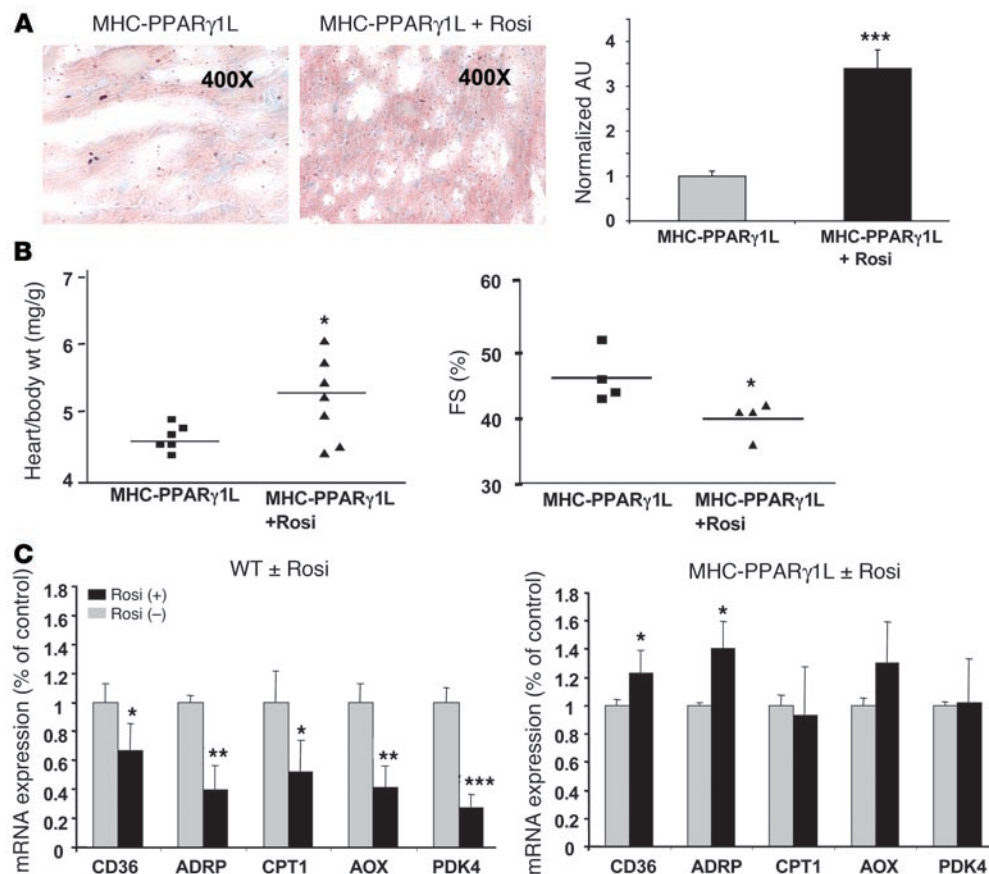 A
MHC-PPARγ1L
MHC-PPARγ1L + Rosi
400X
400X
Normalized AU
4
3
2
1
0
***
MHC-PPARγ1L
MHC-PPARγ1L
+ Rosi
B
Heart/body wt (mg/g)
7
6
5
4
*
MHC-PPARγ1L
MHC-PPARγ1L
+Rosi
FS (%)
60
50
40
30
*
MHC-PPARγ1L
MHC-PPARγ1L
+Rosi
C
WT ± Rosi
mRNA expression (% of control)
1.8
1.6
1.4
1.2
1
0.8
0.6
0.4
0.2
0
Rosi (+)
Rosi (–)
*
**
*
**
***
CD36
ADRP
CPT1
AOX
PDK4
MHC-PPARγ1L ± Rosi
mRNA expression (% of control)
1.8
1.6
1.4
1.2
1
0.8
0.6
0.4
0.2
0
*
*
CD36
ADRP
CPT1
AOX
PDK4